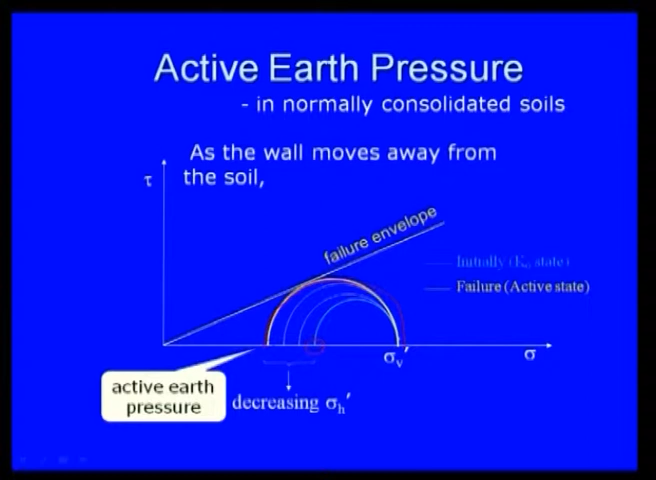 Active Earth Pressure
- in normally consolidated soils
As the wall moves away from
the soil,
τ
failure envelope
Initially (K₀ state)
Failure (Active state)
σᵥ′
σ
active earth
pressure
decreasing σₕ′